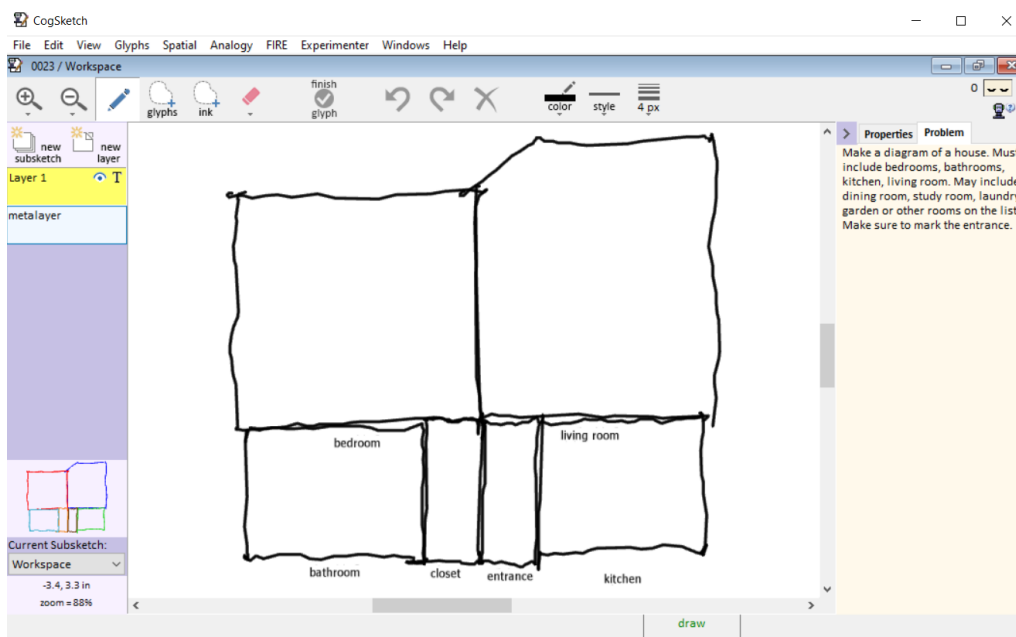 CogSketch
File Edit View Glyphs Spatial Analogy FIRE Experimenter Windows Help
0023 / Workspace
glyphs
ink
finish
glyph
color
style
4 px
0
new
subsketch
new
layer
Layer 1
T
metalayer
Current Subsketch:
Workspace
-3.4, 3.3 in
zoom = 88%
bedroom
living room
bathroom
closet
entrance
kitchen
Properties
Problem
Make a diagram of a house. Must
include bedrooms, bathrooms,
kitchen, living room. May include
dining room, study room, laundry
garden or other rooms on the list
Make sure to mark the entrance.
draw